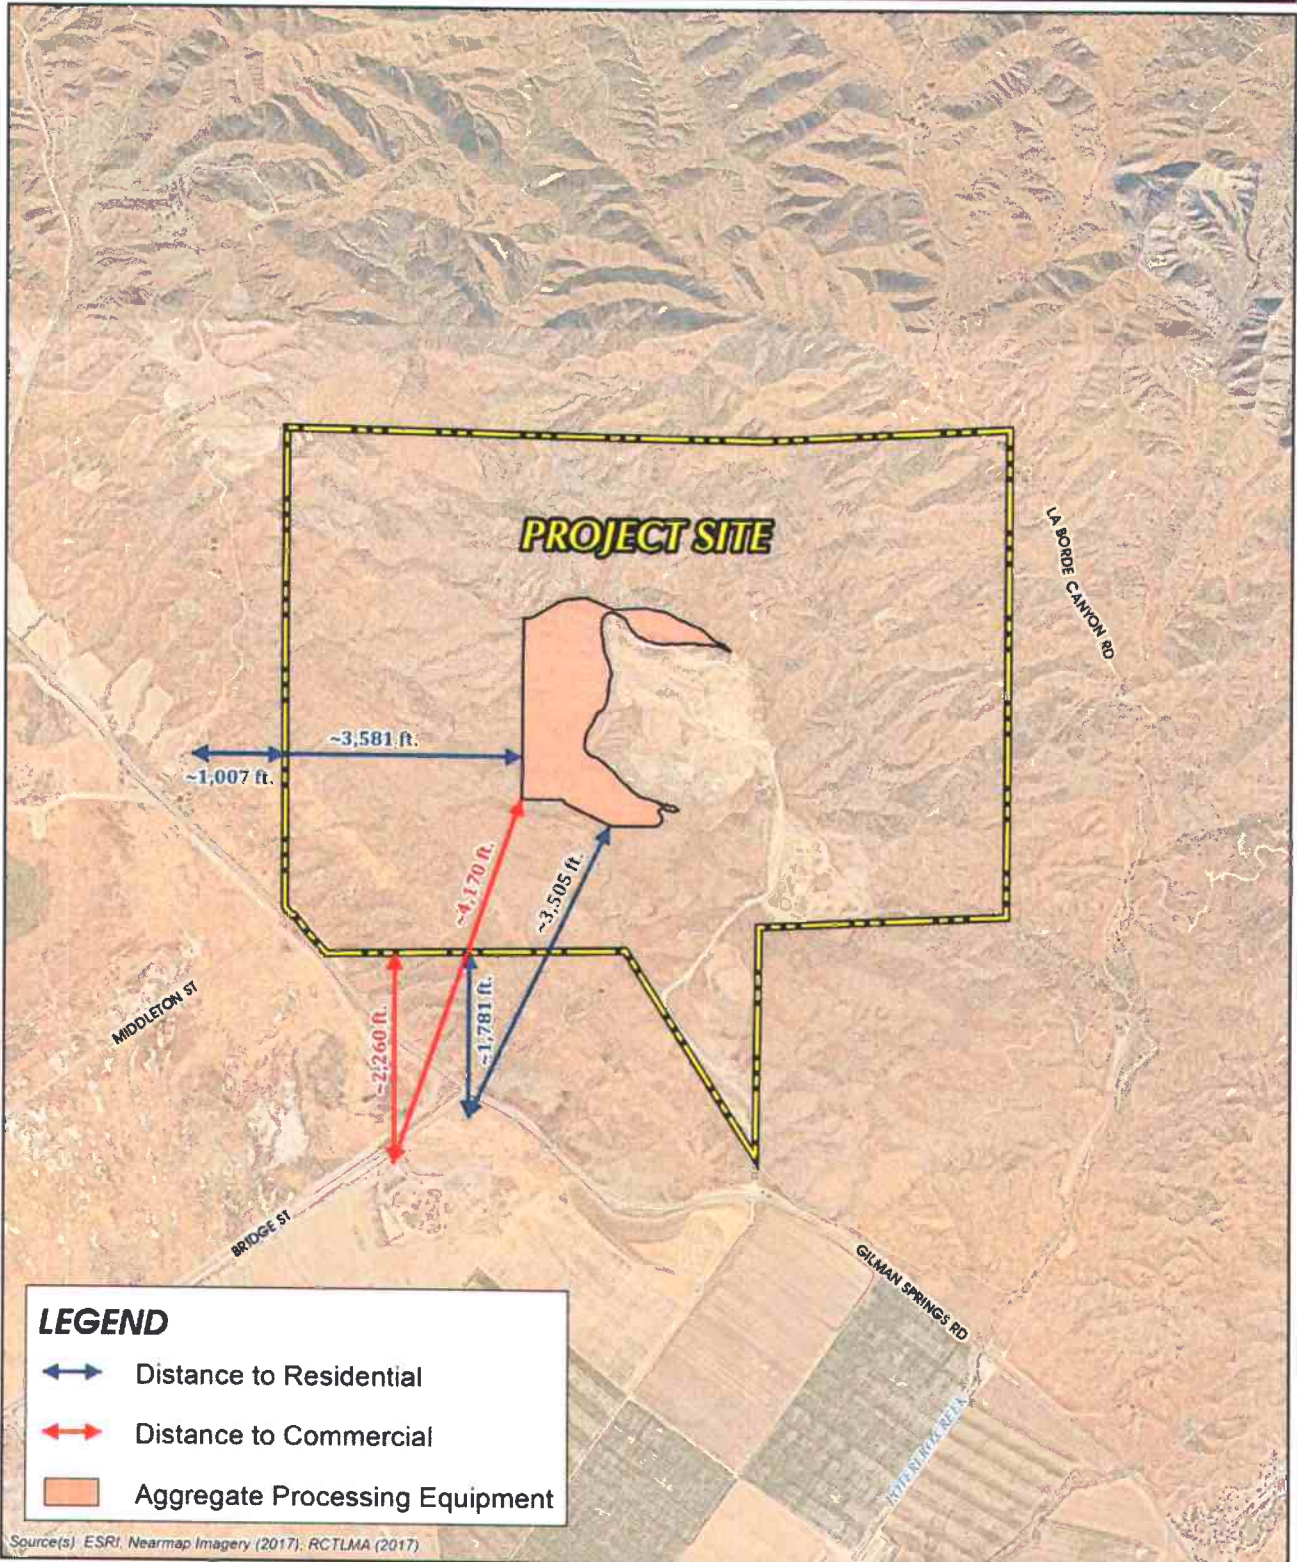 PROJECT SITE
LA BORDE CANYON RD
~3,581 ft.
~1,007 ft.
~4,170 ft.
~3,505 ft.
~2,260 ft.
~1,781 ft.
MIDDLETON ST
BRIDGE ST
GILMAN SPRINGS RD
POTRERO CREEK
LEGEND
Distance to Residential
Distance to Commercial
Aggregate Processing Equipment
Source(s): ESRI, Nearmap Imagery (2017), RCTLMA (2017)